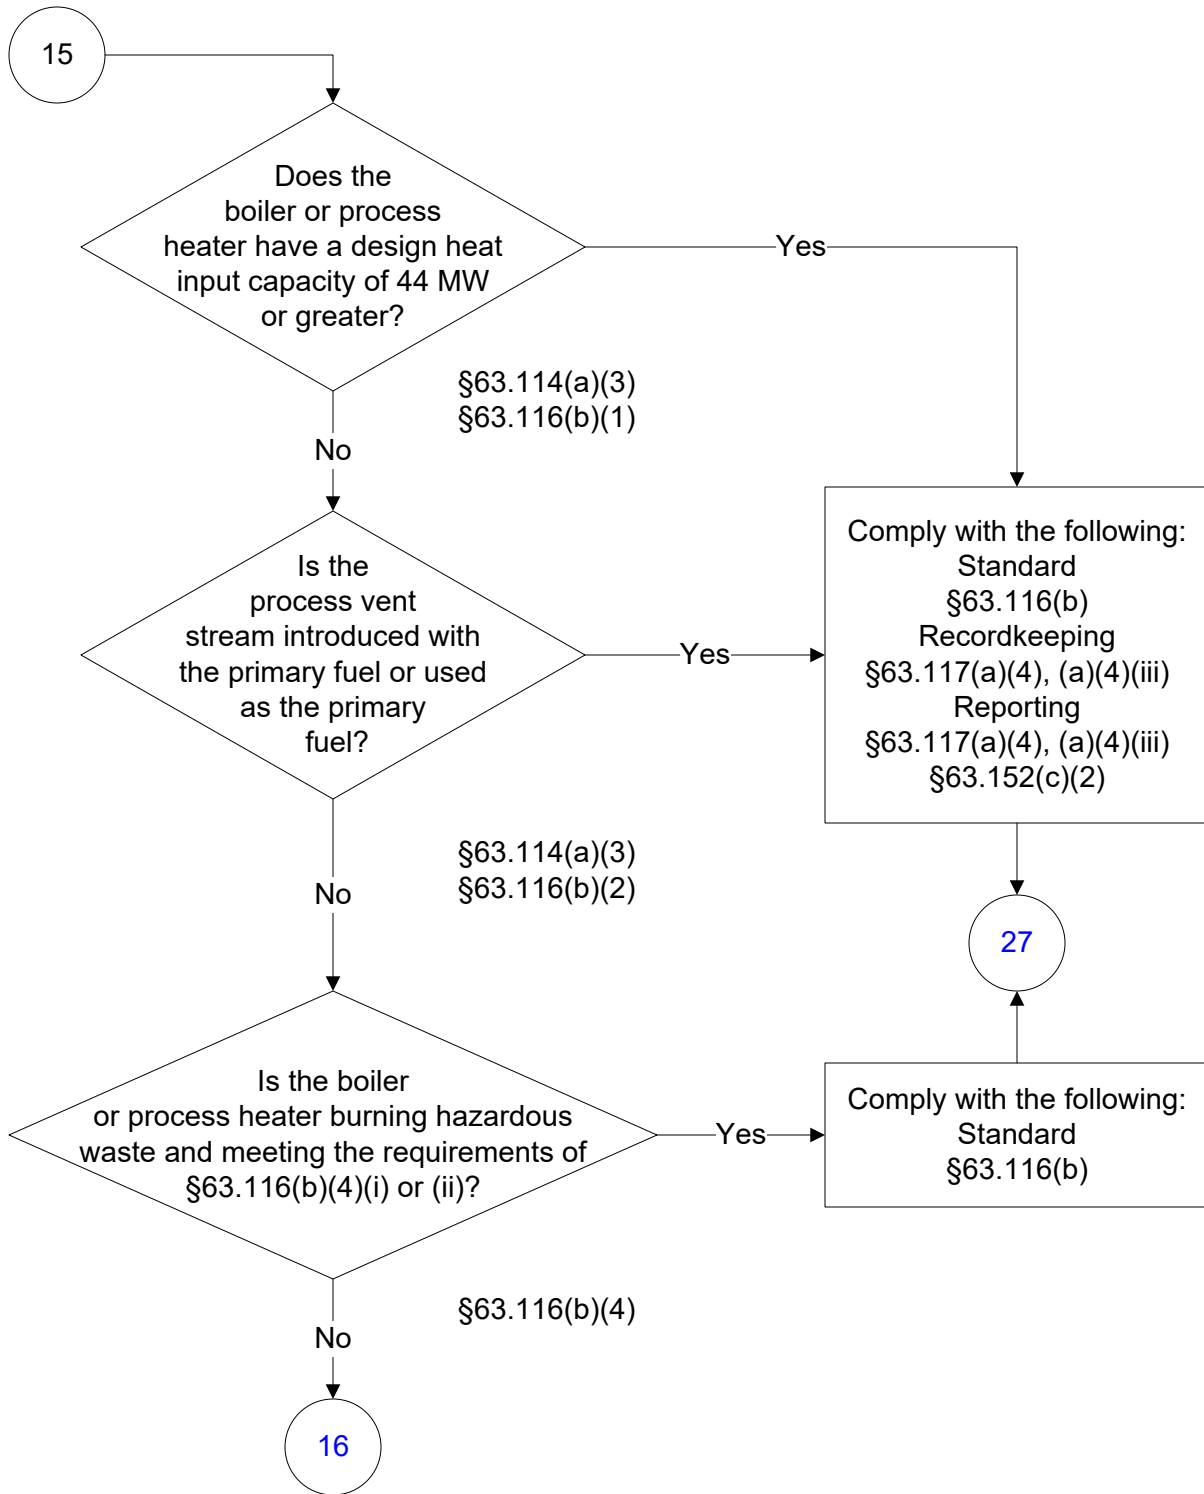 15
Does the
boiler or process
heater have a design heat
input capacity of 44 MW
or greater?
Yes
§63.114(a)(3)
§63.116(b)(1)
No
Is the
process vent
stream introduced with
the primary fuel or used
as the primary
fuel?
Yes
Comply with the following:
Standard
§63.116(b)
Recordkeeping
§63.117(a)(4), (a)(4)(iii)
Reporting
§63.117(a)(4), (a)(4)(iii)
§63.152(c)(2)
§63.114(a)(3)
§63.116(b)(2)
No
27
Is the boiler
or process heater burning hazardous
waste and meeting the requirements of
§63.116(b)(4)(i) or (ii)?
Yes
Comply with the following:
Standard
§63.116(b)
§63.116(b)(4)
No
16